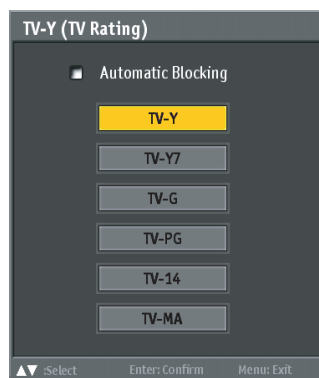 TV-Y (TV Rating)
Automatic Blocking
TV-Y
TV-Y7
TV-G
TV-PG
TV-14
TV-MA
▲▼ :Select Enter: Confirm Menu: Exit